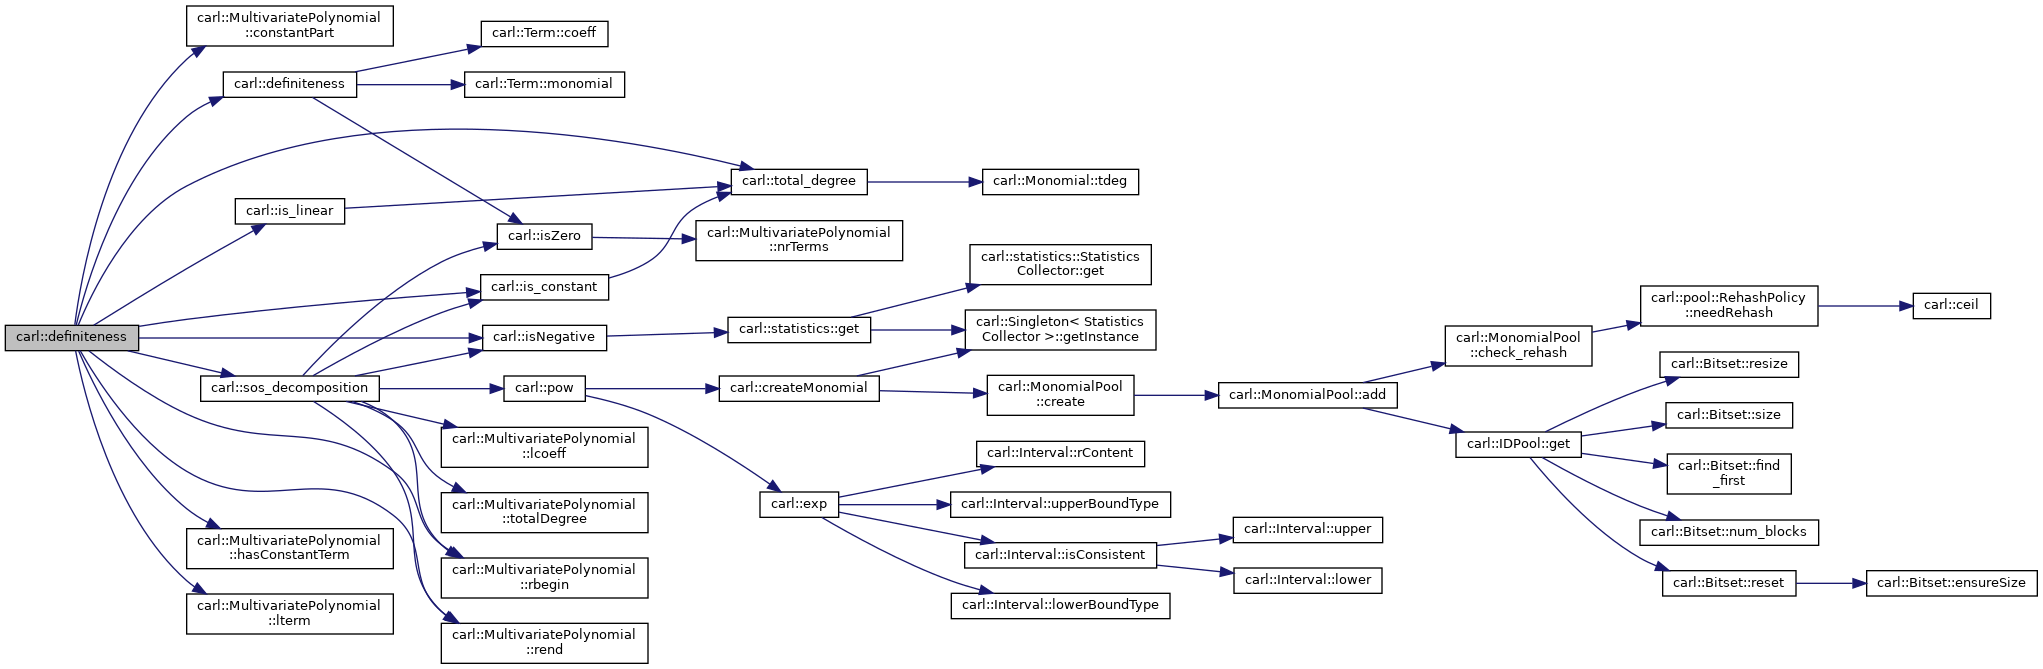 carl::definiteness
carl::MultivariatePolynomial
::constantPart
carl::definiteness
carl::is_linear
carl::sos_decomposition
carl::MultivariatePolynomial
::hasConstantTerm
carl::MultivariatePolynomial
::lterm
carl::Term::coeff
carl::Term::monomial
carl::isZero
carl::is_constant
carl::isNegative
carl::pow
carl::MultivariatePolynomial
::lcoeff
carl::MultivariatePolynomial
::totalDegree
carl::MultivariatePolynomial
::rbegin
carl::MultivariatePolynomial
::rend
carl::total_degree
carl::MultivariatePolynomial
::nrTerms
carl::statistics::get
carl::createMonomial
carl::exp
carl::Monomial::tdeg
carl::statistics::Statistics
Collector::get
carl::Singleton< Statistics
Collector >::getInstance
carl::MonomialPool
::create
carl::Interval::rContent
carl::Interval::upperBoundType
carl::Interval::isConsistent
carl::Interval::lowerBoundType
carl::MonomialPool::add
carl::Interval::upper
carl::Interval::lower
carl::MonomialPool
::check_rehash
carl::IDPool::get
carl::pool::RehashPolicy
::needRehash
carl::Bitset::resize
carl::Bitset::size
carl::Bitset::find
_first
carl::Bitset::num_blocks
carl::Bitset::reset
carl::ceil
carl::Bitset::ensureSize